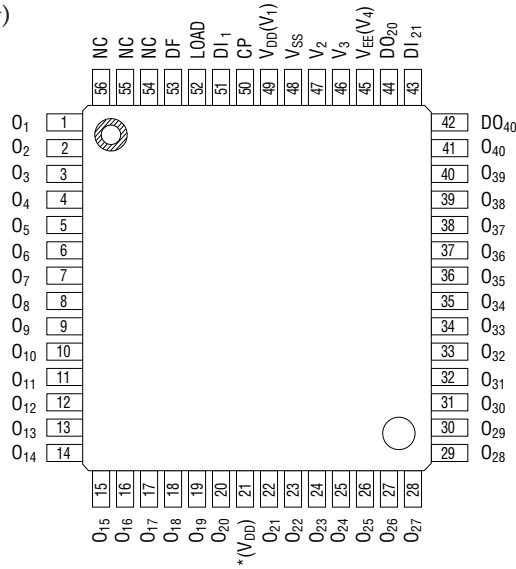 )
NC NC NC DF LOAD DI₁ CP V_DD(V₁) V_SS V₂ V₃ V_EE(V₄) DO₂₀ DI₂₁
56 55 54 53 52 51 50 49 48 47 46 45 44 43
O₁ 1 42 DO₄₀
O₂ 2 41 O₄₀
O₃ 3 40 O₃₉
O₄ 4 39 O₃₈
O₅ 5 38 O₃₇
O₆ 6 37 O₃₆
O₇ 7 36 O₃₅
O₈ 8 35 O₃₄
O₉ 9 34 O₃₃
O₁₀ 10 33 O₃₂
O₁₁ 11 32 O₃₁
O₁₂ 12 31 O₃₀
O₁₃ 13 30 O₂₉
O₁₄ 14 29 O₂₈
15 16 17 18 19 20 21 22 23 24 25 26 27 28
O₁₅ O₁₆ O₁₇ O₁₈ O₁₉ O₂₀ *(V_DD) O₂₁ O₂₂ O₂₃ O₂₄ O₂₅ O₂₆ O₂₇